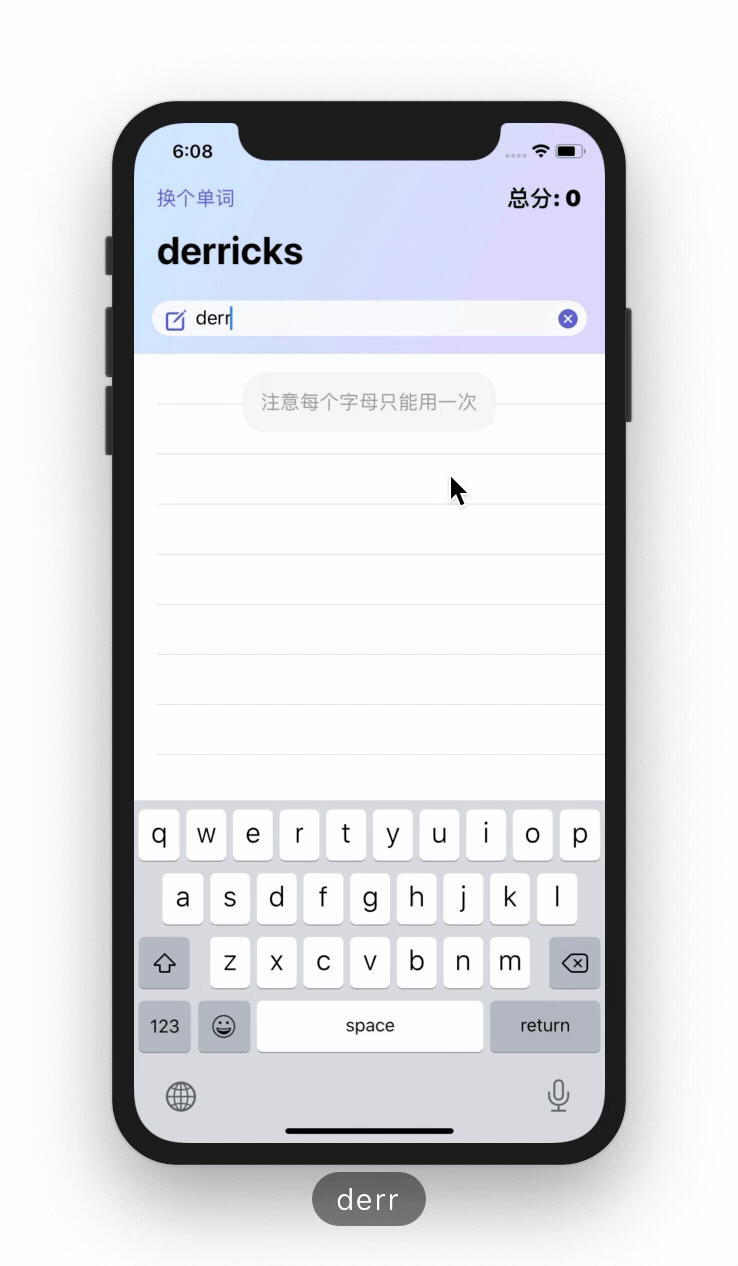 6:08
换个单词
总分: 0
derricks
derr
注意每个字母只能用一次
q w e r t y u i o p
a s d f g h j k l
z x c v b n m
123 space return
derr